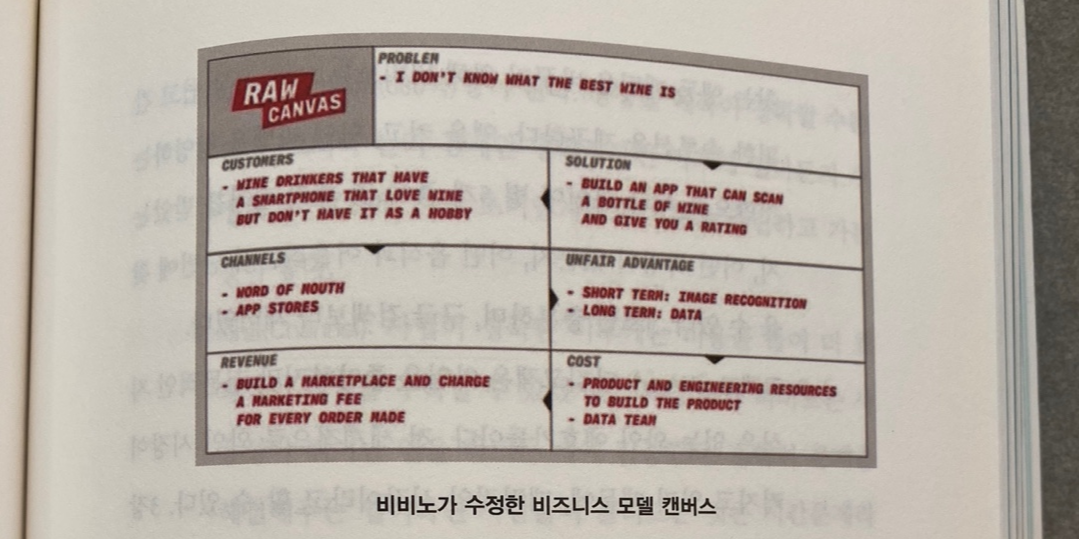 RAW
CANVAS
PROBLEM
- I DON'T KNOW WHAT THE BEST WINE IS
CUSTOMERS
- WINE DRINKERS THAT HAVE
A SMARTPHONE THAT LOVE WINE
BUT DON'T HAVE IT AS A HOBBY
SOLUTION
- BUILD AN APP THAT CAN SCAN
A BOTTLE OF WINE
AND GIVE YOU A RATING
CHANNELS
- WORD OF MOUTH
- APP STORES
UNFAIR ADVANTAGE
- SHORT TERM: IMAGE RECOGNITION
- LONG TERM: DATA
REVENUE
- BUILD A MARKETPLACE AND CHARGE
A MARKETING FEE
FOR EVERY ORDER MADE
COST
- PRODUCT AND ENGINEERING RESOURCES
TO BUILD THE PRODUCT
- DATA TEAM
비비노가 수정한 비즈니스 모델 캔버스